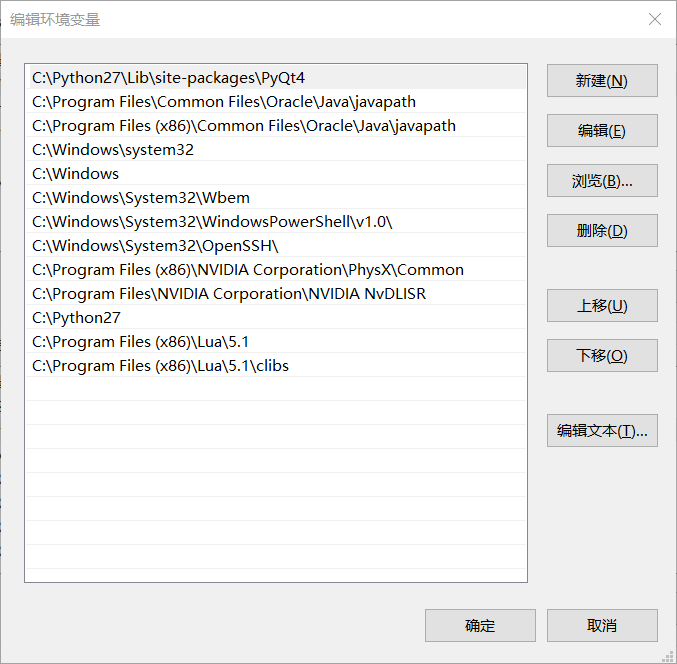 编辑环境变量
C:\Python27\Lib\site-packages\PyQt4
C:\Program Files\Common Files\Oracle\Java\javapath
C:\Program Files (x86)\Common Files\Oracle\Java\javapath
C:\Windows\system32
C:\Windows
C:\Windows\System32\Wbem
C:\Windows\System32\WindowsPowerShell\v1.0\
C:\Windows\System32\OpenSSH\
C:\Program Files (x86)\NVIDIA Corporation\PhysX\Common
C:\Program Files\NVIDIA Corporation\NVIDIA NvDLISR
C:\Python27
C:\Program Files (x86)\Lua\5.1
C:\Program Files (x86)\Lua\5.1\clibs
新建(N)
编辑(E)
浏览(B)...
删除(D)
上移(U)
下移(O)
编辑文本(T)...
确定
取消